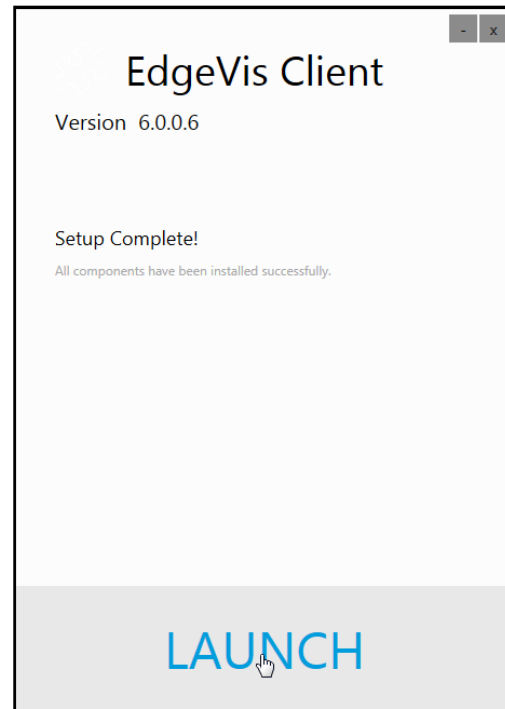 - x
EdgeVis Client
Version 6.0.0.6
Setup Complete!
All components have been installed successfully.
LAUNCH